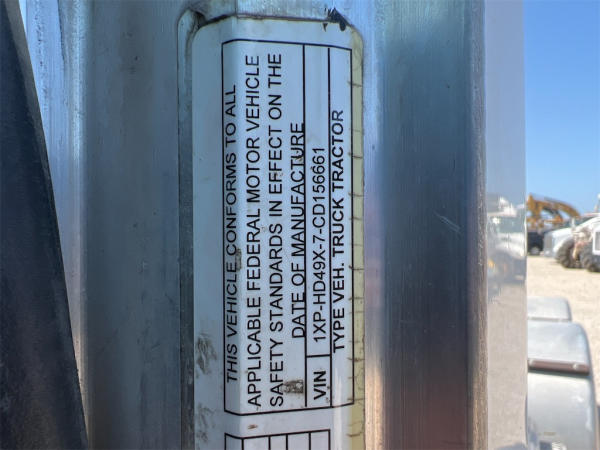 THIS VEHICLE CONFORMS TO ALL
APPLICABLE FEDERAL MOTOR VEHICLE
SAFETY STANDARDS IN EFFECT ON THE
DATE OF MANUFACTURE
VIN 1XP-HD49X-7-CD156661
TYPE VEH. TRUCK TRACTOR